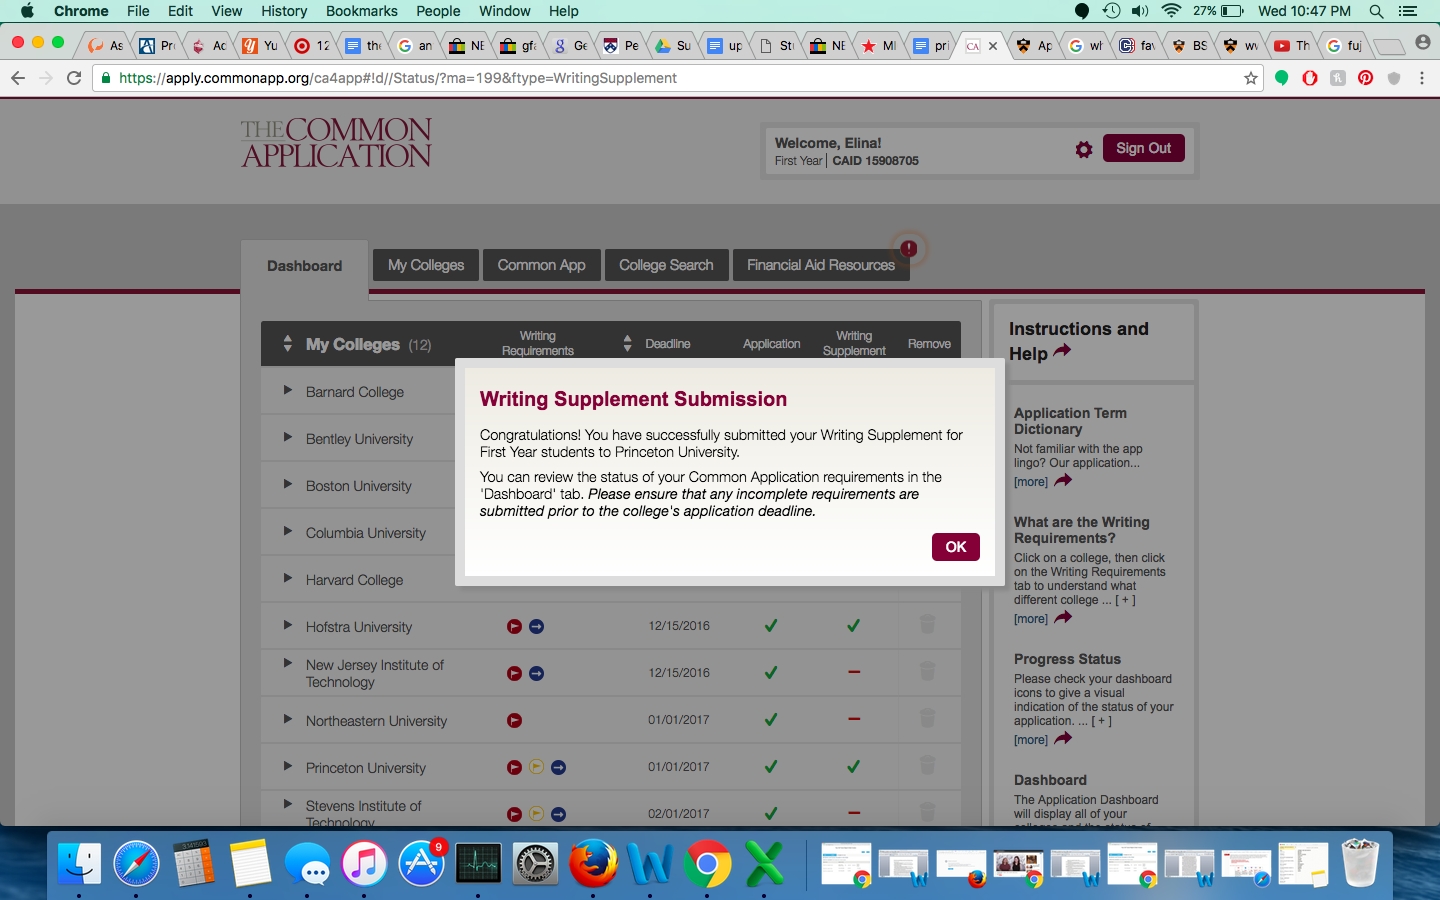 Chrome File Edit View History Bookmarks People Window Help 27% Wed 10:47 PM
As Pr Ac Yu 12 the an NE gf Ge Pe Su up St NE MI pri CA Ap wh fav BS wv Th fuj
https://apply.commonapp.org/ca4app#!d//Status/?ma=199&ftype=WritingSupplement
THE COMMON
APPLICATION
Welcome, Elina!
First Year | CAID 15908705
Sign Out
Dashboard My Colleges Common App College Search Financial Aid Resources
My Colleges (12) Writing Requirements Deadline Application Writing Supplement Remove
Barnard College
Bentley University
Boston University
Columbia University
Harvard College
Writing Supplement Submission
Congratulations! You have successfully submitted your Writing Supplement for
First Year students to Princeton University.
You can review the status of your Common Application requirements in the
'Dashboard' tab. Please ensure that any incomplete requirements are
submitted prior to the college's application deadline.
OK
Hofstra University 12/15/2016
New Jersey Institute of
Technology 12/15/2016
Northeastern University 01/01/2017
Princeton University 01/01/2017
Stevens Institute of
Technology 02/01/2017
Instructions and
Help
Application Term
Dictionary
Not familiar with the app
lingo? Our application...
[more]
What are the Writing
Requirements?
Click on a college, then click
on the Writing Requirements
tab to understand what
different college ... [ + ]
[more]
Progress Status
Please check your dashboard
icons to give a visual
indication of the status of your
application. ... [ + ]
[more]
Dashboard
The Application Dashboard
will display all of your
9